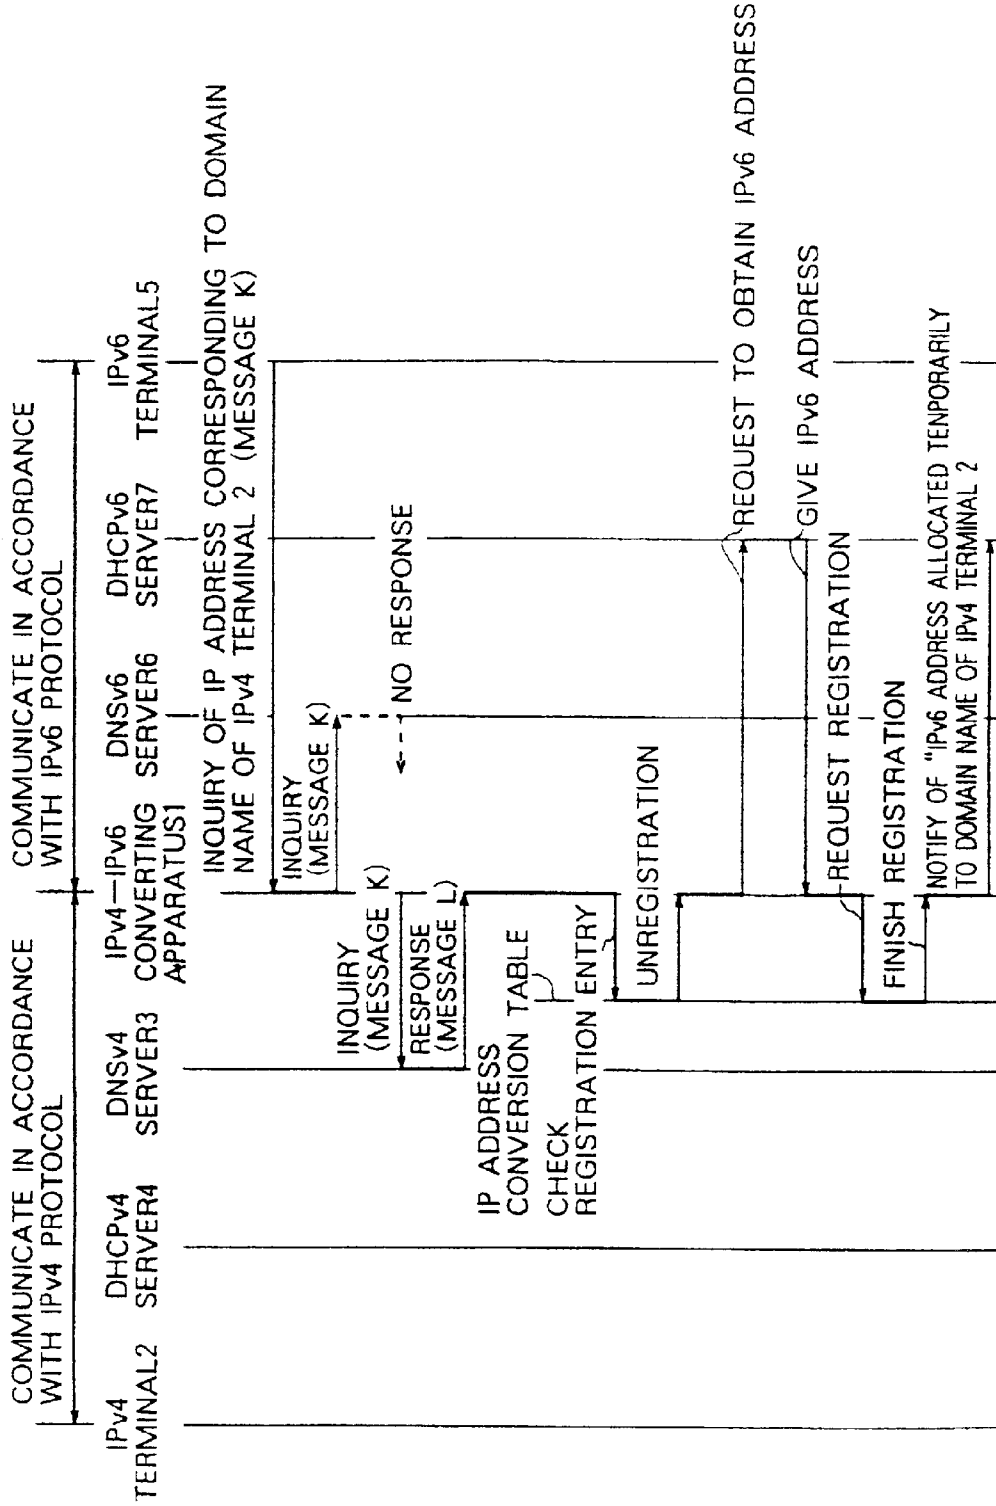 COMMUNICATE IN ACCORDANCE
WITH IPv4 PROTOCOL
COMMUNICATE IN ACCORDANCE
WITH IPv6 PROTOCOL
IPv4
TERMINAL2
DHCPv4
SERVER4
DNSv4
SERVER3
IPv4—IPv6
CONVERTING
APPARATUS1
DNSv6
SERVER6
DHCPv6
SERVER7
IPv6
TERMINAL5
INQUIRY OF IP ADDRESS CORRESPONDING TO DOMAIN
NAME OF IPv4 TERMINAL 2 (MESSAGE K)
INQUIRY
(MESSAGE K)
NO RESPONSE
INQUIRY
(MESSAGE K)
RESPONSE
(MESSAGE L)
IP ADDRESS
CONVERSION TABLE
CHECK
REGISTRATION ENTRY
UNREGISTRATION
REQUEST TO OBTAIN IPv6 ADDRESS
GIVE IPv6 ADDRESS
REQUEST REGISTRATION
FINISH REGISTRATION
NOTIFY OF "IPv6 ADDRESS ALLOCATED TENPORARILY
TO DOMAIN NAME OF IPv4 TERMINAL 2